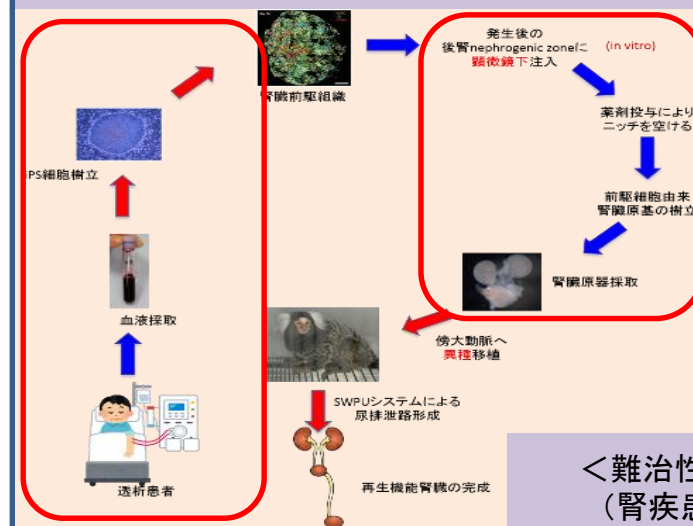 透析患者
血液採取
iPS細胞樹立
腎臓前駆組織
発生後の
後腎nephrogenic zoneに
顕微鏡下注入
(in vitro)
薬剤投与により
ニッチを空ける
前駆細胞由来
腎臓原基の樹立
腎臓原器採取
傍大動脈へ
異種移植
SWPUシステムによる
尿排泄路形成
再生機能腎臓の完成
＜難治性
（腎疾患